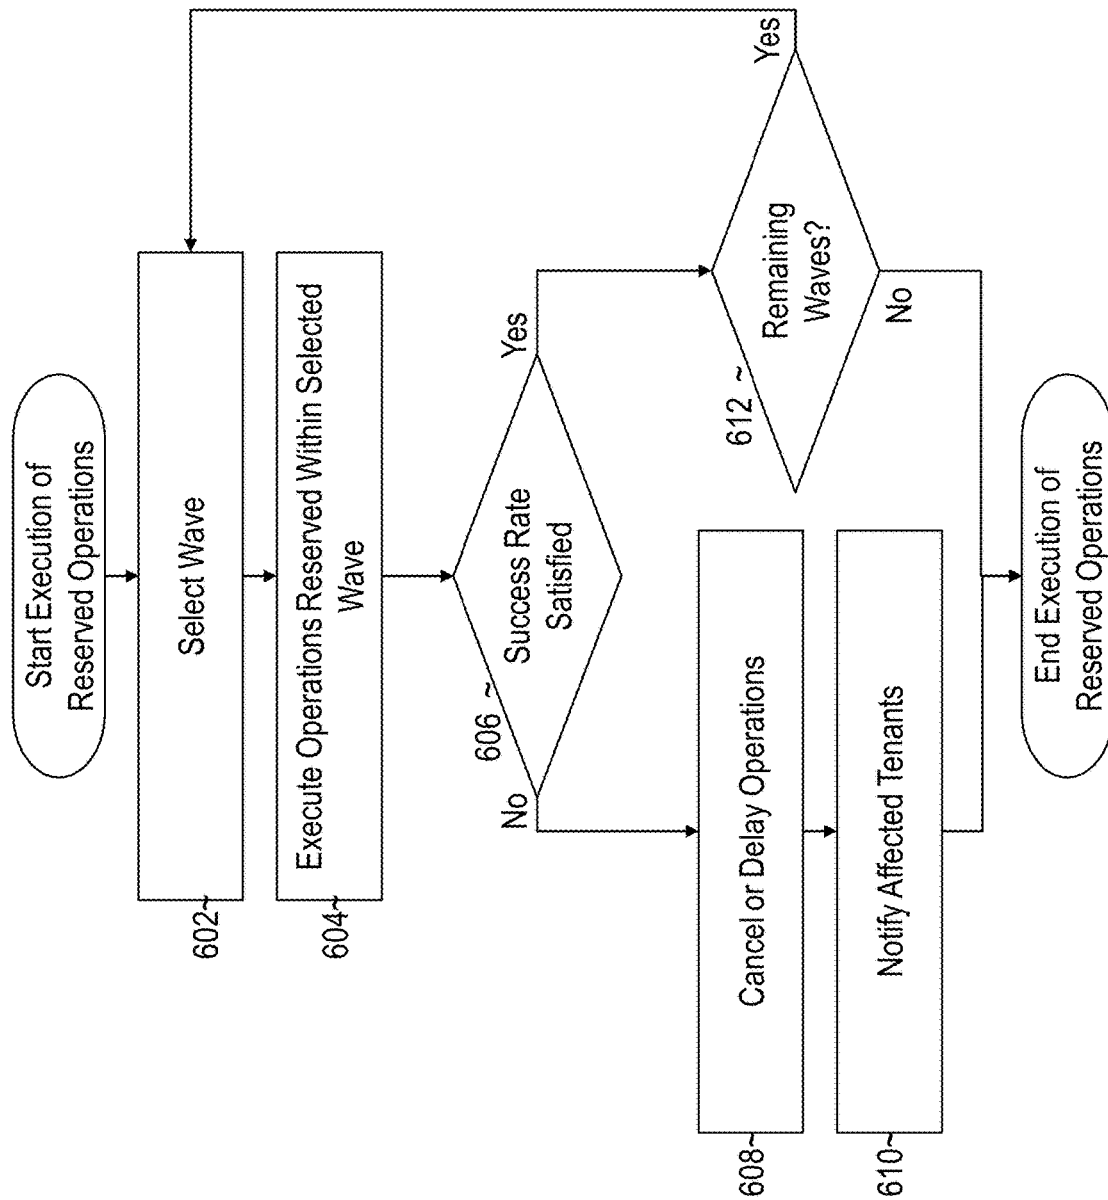 Start Execution of
Reserved Operations
602~
Select Wave
604~
Execute Operations Reserved Within Selected
Wave
606 ~
Success Rate
Satisfied
No
Yes
608~
Cancel or Delay Operations
610~
Notify Affected Tenants
612 ~
Remaining
Waves?
Yes
No
End Execution of
Reserved Operations